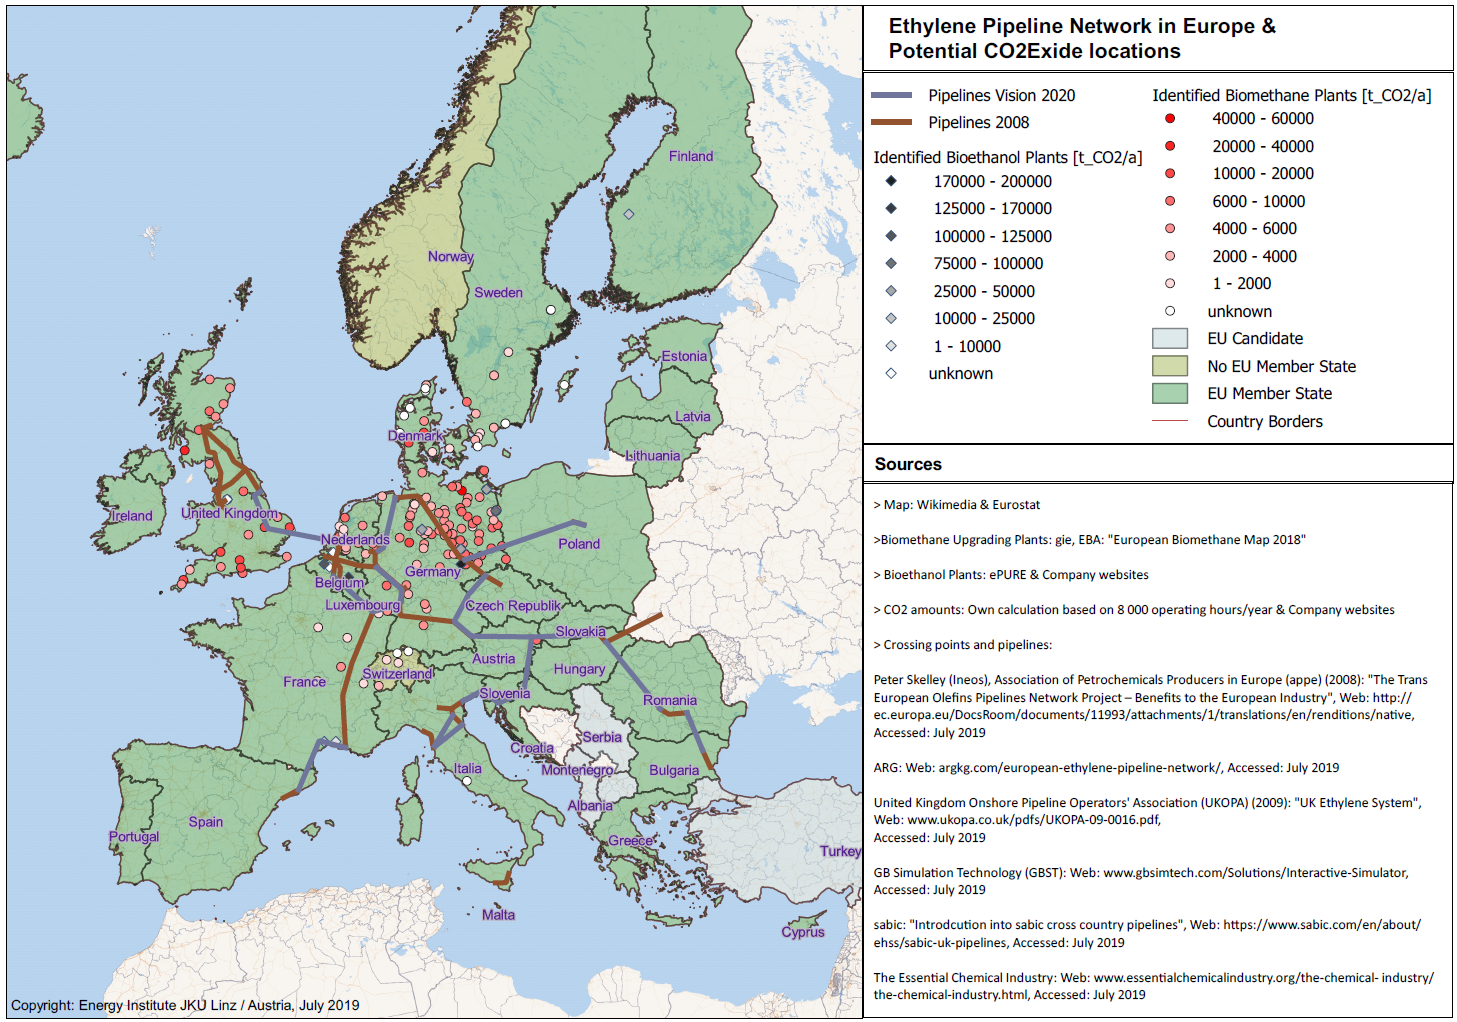 Ethylene Pipeline Network in Europe &
Potential CO2Exide locations
Pipelines Vision 2020
Pipelines 2008
Identified Bioethanol Plants [t_CO2/a]
170000 - 200000
125000 - 170000
100000 - 125000
75000 - 100000
25000 - 50000
10000 - 25000
1 - 10000
unknown
Identified Biomethane Plants [t_CO2/a]
40000 - 60000
20000 - 40000
10000 - 20000
6000 - 10000
4000 - 6000
2000 - 4000
1 - 2000
unknown
EU Candidate
No EU Member State
EU Member State
Country Borders
Sources
> Map: Wikimedia & Eurostat
>Biomethane Upgrading Plants: gie, EBA: "European Biomethane Map 2018"
> Bioethanol Plants: ePURE & Company websites
> CO2 amounts: Own calculation based on 8 000 operating hours/year & Company websites
> Crossing points and pipelines:
Peter Skelley (Ineos), Association of Petrochemicals Producers in Europe (appe) (2008): "The Trans
European Olefins Pipelines Network Project – Benefits to the European Industry", Web: http://
ec.europa.eu/DocsRoom/documents/11993/attachments/1/translations/en/renditions/native,
Accessed: July 2019
ARG: Web: argkg.com/european-ethylene-pipeline-network/, Accessed: July 2019
United Kingdom Onshore Pipeline Operators' Association (UKOPA) (2009): "UK Ethylene System",
Web: www.ukopa.co.uk/pdfs/UKOPA-09-0016.pdf,
Accessed: July 2019
GB Simulation Technology (GBST): Web: www.gbsimtech.com/Solutions/Interactive-Simulator,
Accessed: July 2019
sabic: "Introdcution into sabic cross country pipelines", Web: https://www.sabic.com/en/about/
ehss/sabic-uk-pipelines, Accessed: July 2019
The Essential Chemical Industry: Web: www.essentialchemicalindustry.org/the-chemical- industry/
the-chemical-industry.html, Accessed: July 2019
Finland
Norway
Sweden
Estonia
Latvia
Denmark
Lithuania
Ireland
United Kingdom
Nederlands
Poland
Germany
Belgium
Luxembourg
Czech Republik
Slovakia
Austria
Hungary
Switzerland
France
Slovenia
Romania
Serbia
Croatia
Italia
Montenegro
Bulgaria
Albania
Spain
Portugal
Greece
Turkey
Malta
Cyprus
Copyright: Energy Institute JKU Linz / Austria, July 2019